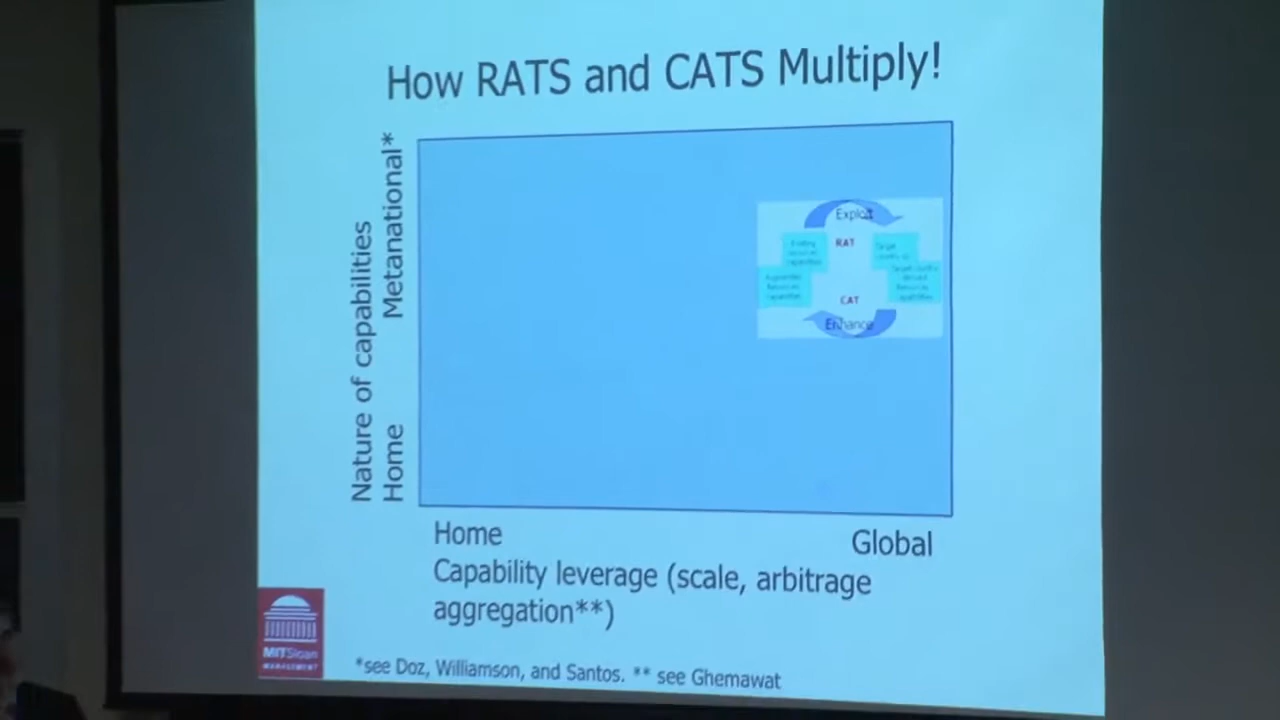 How RATS and CATS Multiply!
Nature of capabilities
Home Metanational*
Exploit
RAT
CAT
Enhance
Home Global
Capability leverage (scale, arbitrage
aggregation**)
MITSloan
MANAGEMENT
*see Doz, Williamson, and Santos. ** see Ghemawat